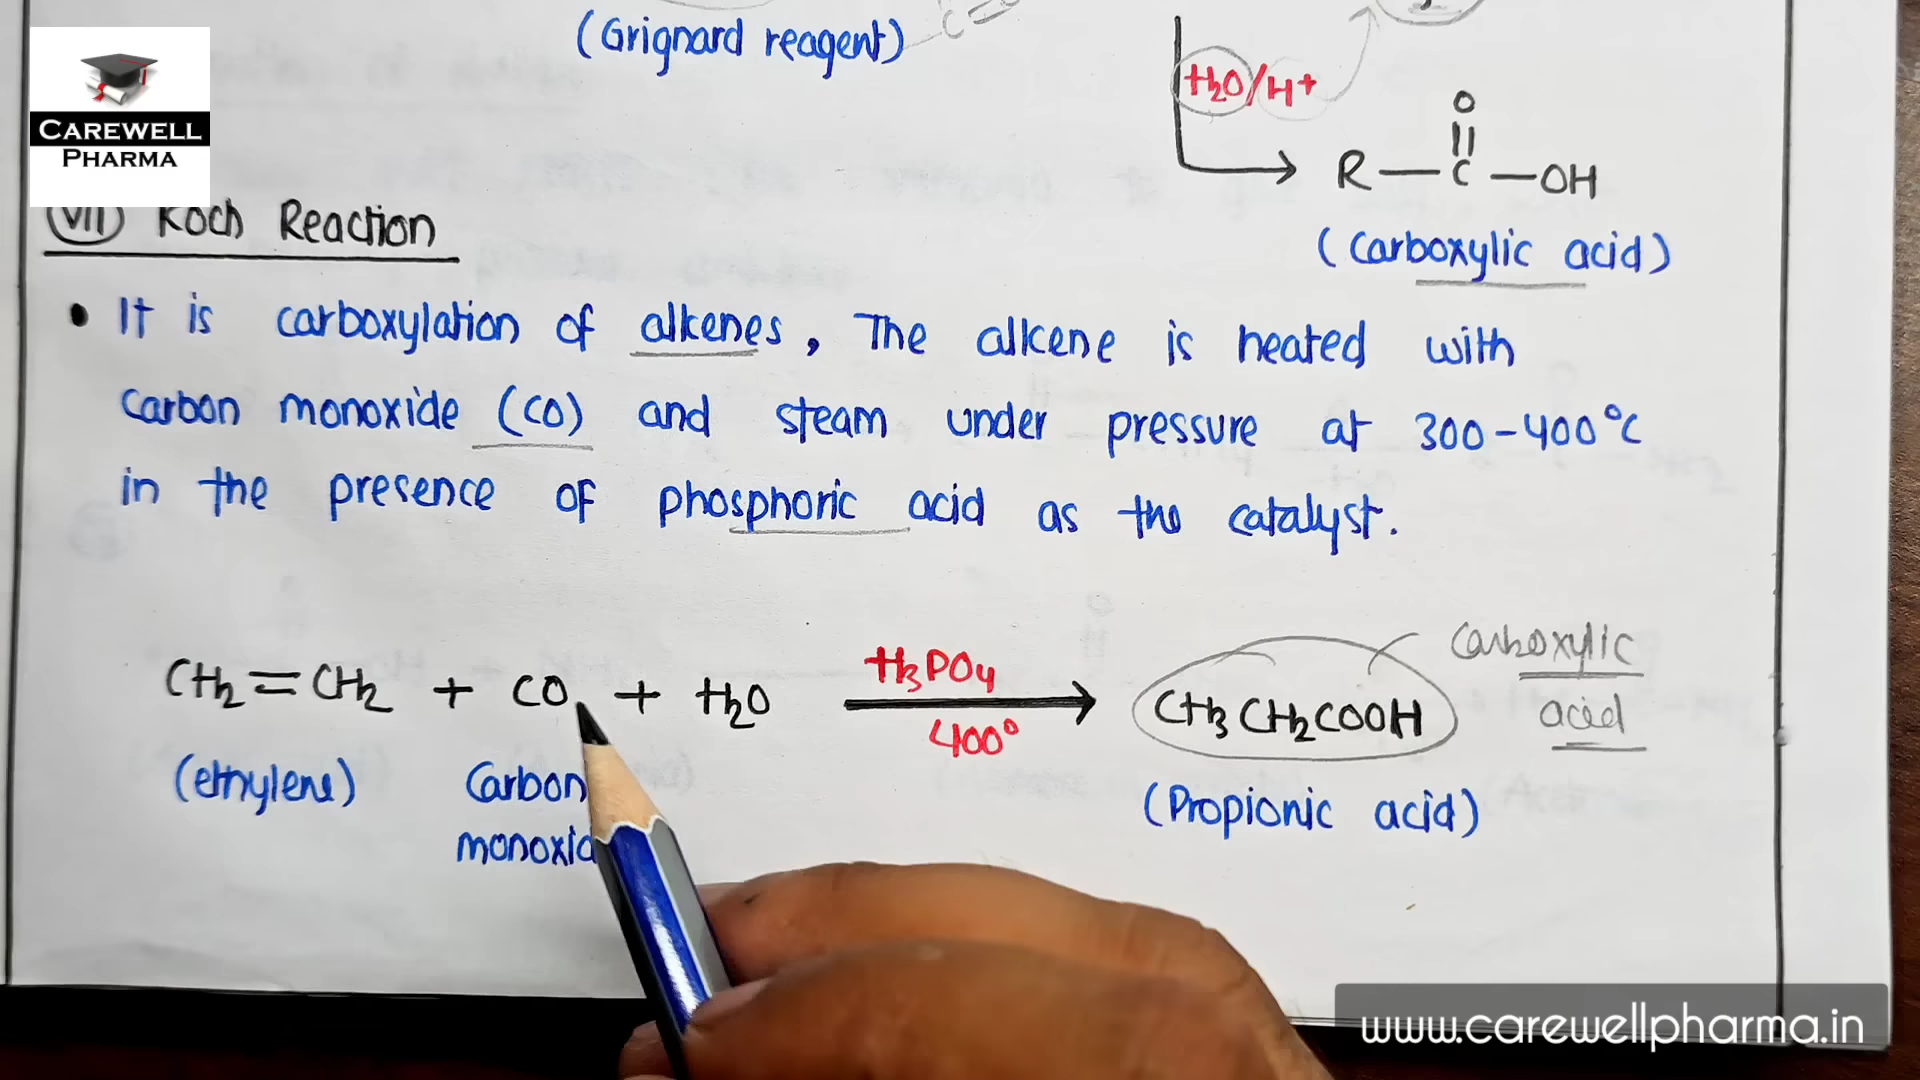 (Grignard reagent)
H2O/H+
O
||
R — C — OH
(Carboxylic acid)
CAREWELL
PHARMA
VII Koch Reaction
• It is carboxylation of alkenes, The alkene is heated with
carbon monoxide (CO) and steam under pressure at 300-400°C
in the presence of phosphoric acid as the catalyst.
CH2=CH2 + CO + H2O
H3PO4
400°
CH3CH2COOH
Carboxylic
acid
(ethylene)
Carbon
(Propionic acid)
www.carewellpharma.in